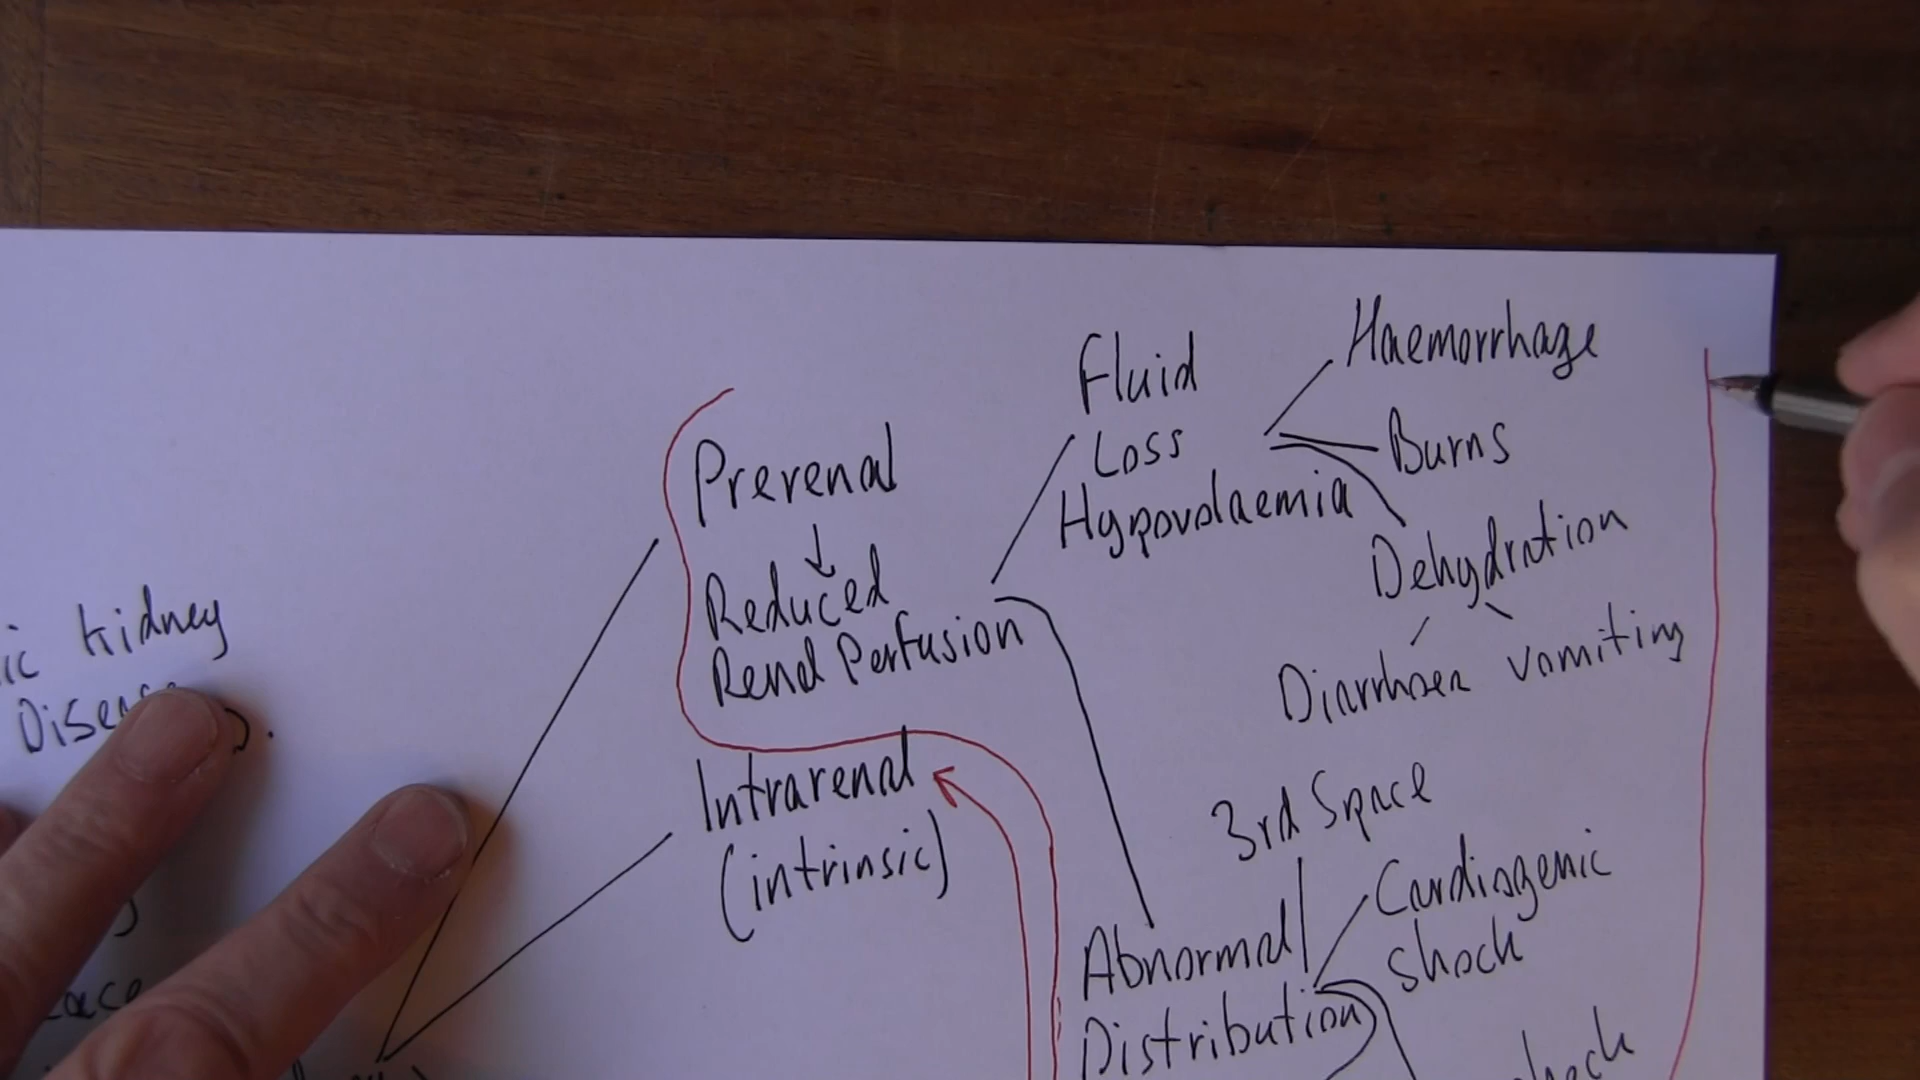 Haemorrhage
Fluid
Loss
Hypovolaemia
Burns
Dehydration
Diarrhoea vomiting
Prerenal
Reduced
Renal Perfusion
kidney
Intrarenal
(intrinsic)
3rd Space
Cardiogenic
Shock
Abnormal
Distribution
shock